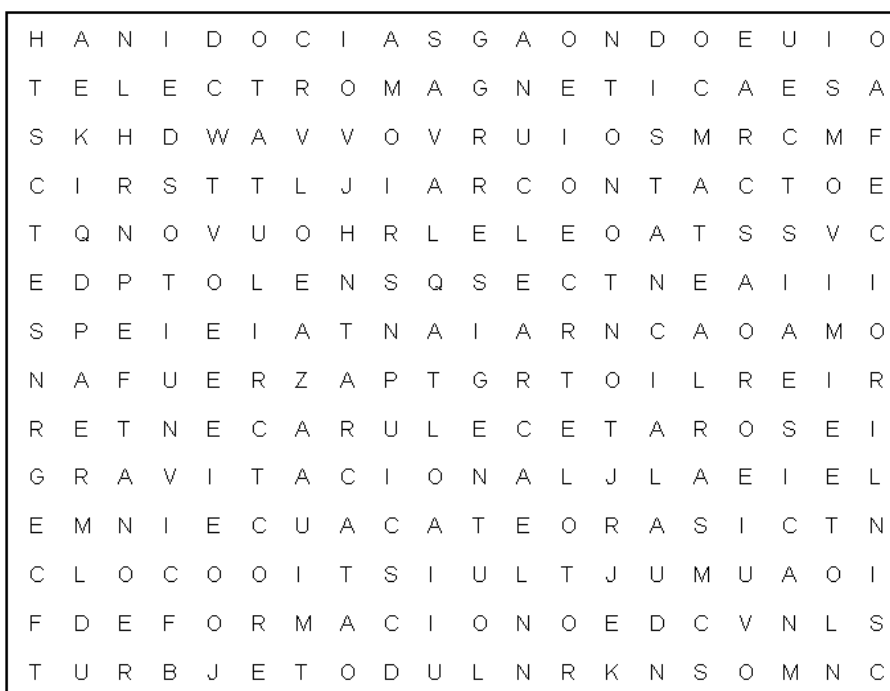 H A N I D O C I A S G A O N D O E U I O
T E L E C T R O M A G N E T I C A E S A
S K H D W A V V O V R U I O S M R C M F
C I R S T T L J I A R C O N T A C T O E
T Q N O V U O H R L E L E O A T S S V C
E D P T O L E N S Q S E C T N E A I I I
S P E I E I A T N A I A R N C A O A M O
N A F U E R Z A P T G R T O I L R E I R
R E T N E C A R U L E C E T A R O S E I
G R A V I T A C I O N A L J L A E I E L
E M N I E C U A C A T E O R A S I C T N
C L O C O O I T S I U L T J U M U A O I
F D E F O R M A C I O N O E D C V N L S
T U R B J E T O D U L N R K N S O M N C